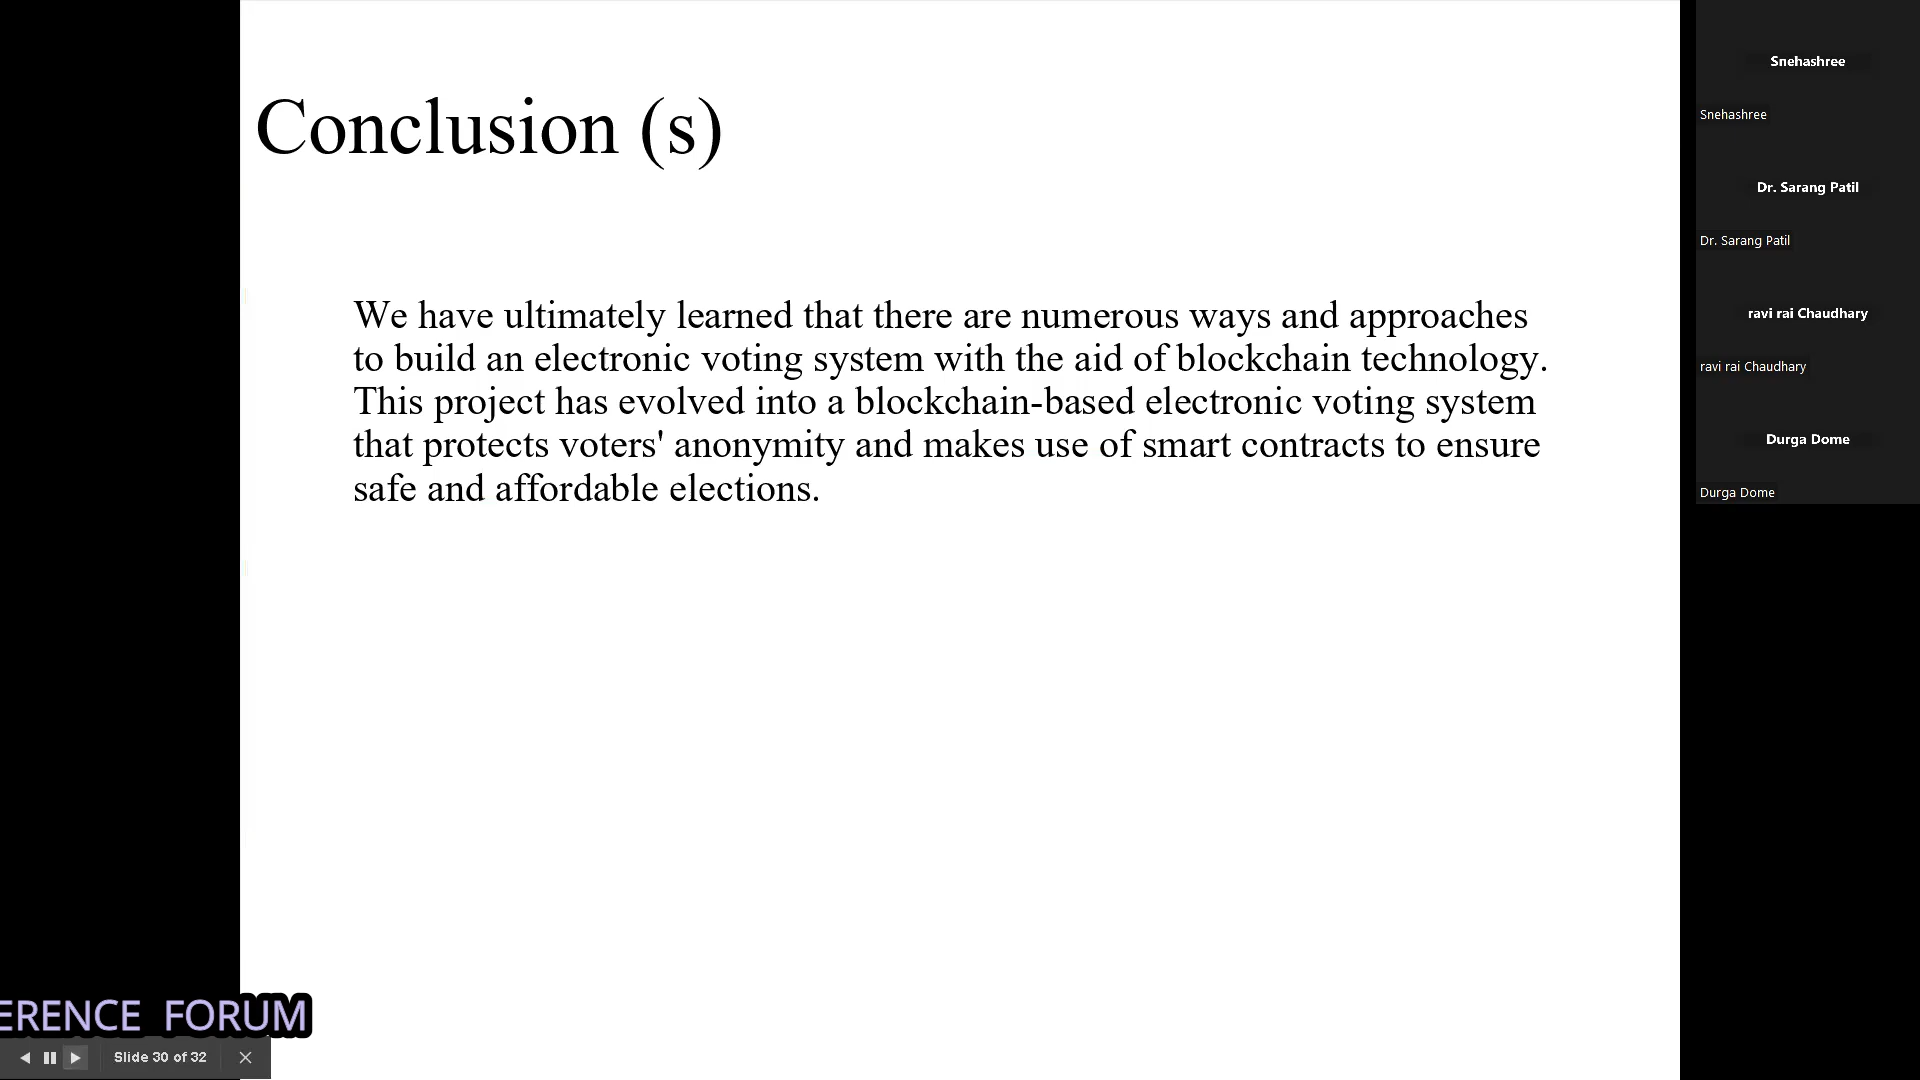 Conclusion (s)
We have ultimately learned that there are numerous ways and approaches
to build an electronic voting system with the aid of blockchain technology.
This project has evolved into a blockchain-based electronic voting system
that protects voters' anonymity and makes use of smart contracts to ensure
safe and affordable elections.
Snehashree
Snehashree
Dr. Sarang Patil
Dr. Sarang Patil
ravi rai Chaudhary
ravi rai Chaudhary
Durga Dome
Durga Dome
ERENCE FORUM
Slide 30 of 32